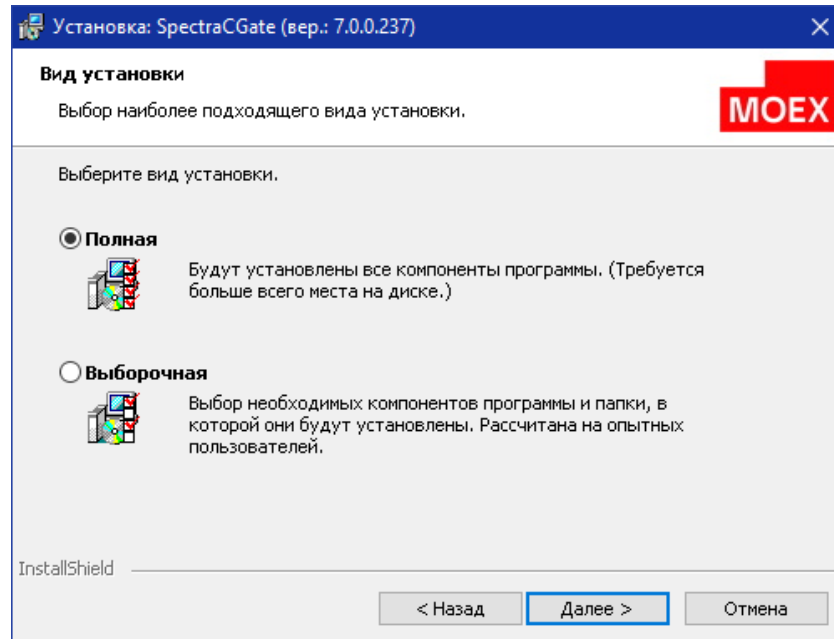 Установка: SpectraCGate (вер.: 7.0.0.237)
Вид установки
Выбор наиболее подходящего вида установки.
MOEX
Выберите вид установки.
Полная
Будут установлены все компоненты программы. (Требуется
больше всего места на диске.)
Выборочная
Выбор необходимых компонентов программы и папки, в
которой они будут установлены. Рассчитана на опытных
пользователей.
InstallShield
< Назад
Далее >
Отмена